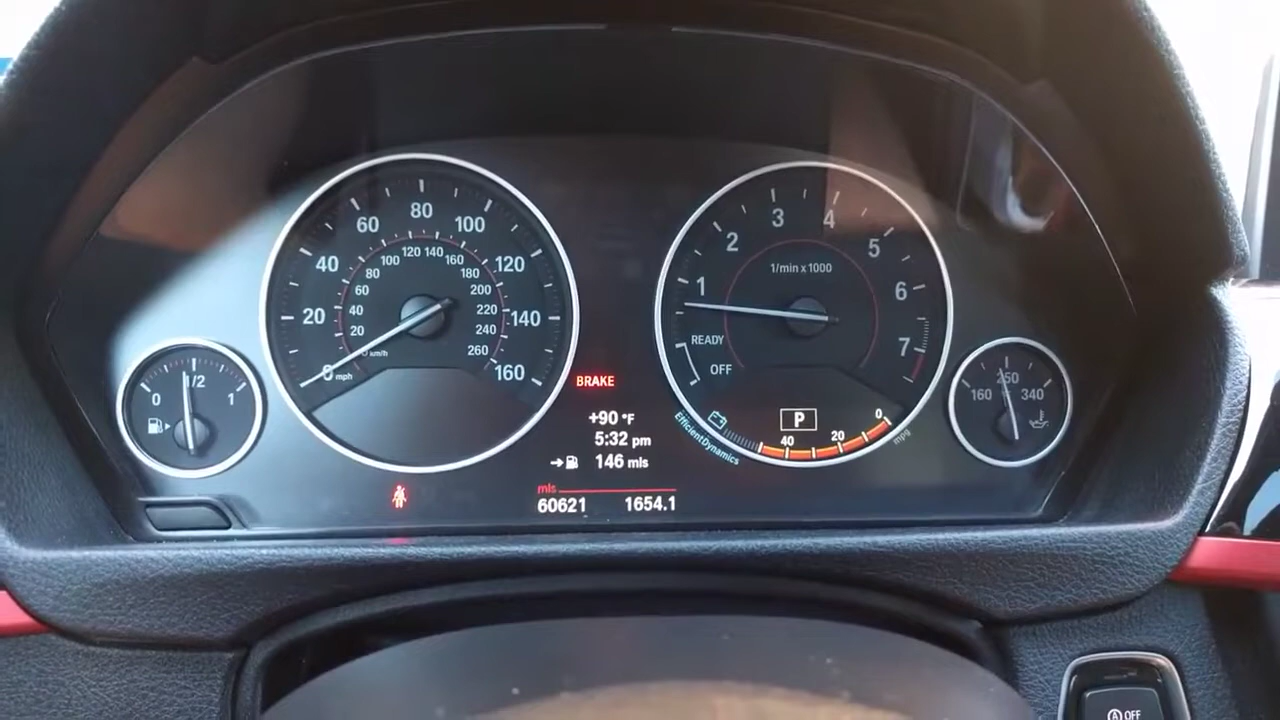 60 80 100
40 120
20 140
0 mph 160
100 120 140 160
80 180
60 200
40 220
20 240
0 km/h 260
0 1/2 1
1 2 3 4 5 6 7
1/min x 1000
READY
OFF
160 250 340
BRAKE
+90 °F
5:32 pm
146 mls
mls
60621 1654.1
P
40 20 0
mpg
EfficientDynamics
A OFF